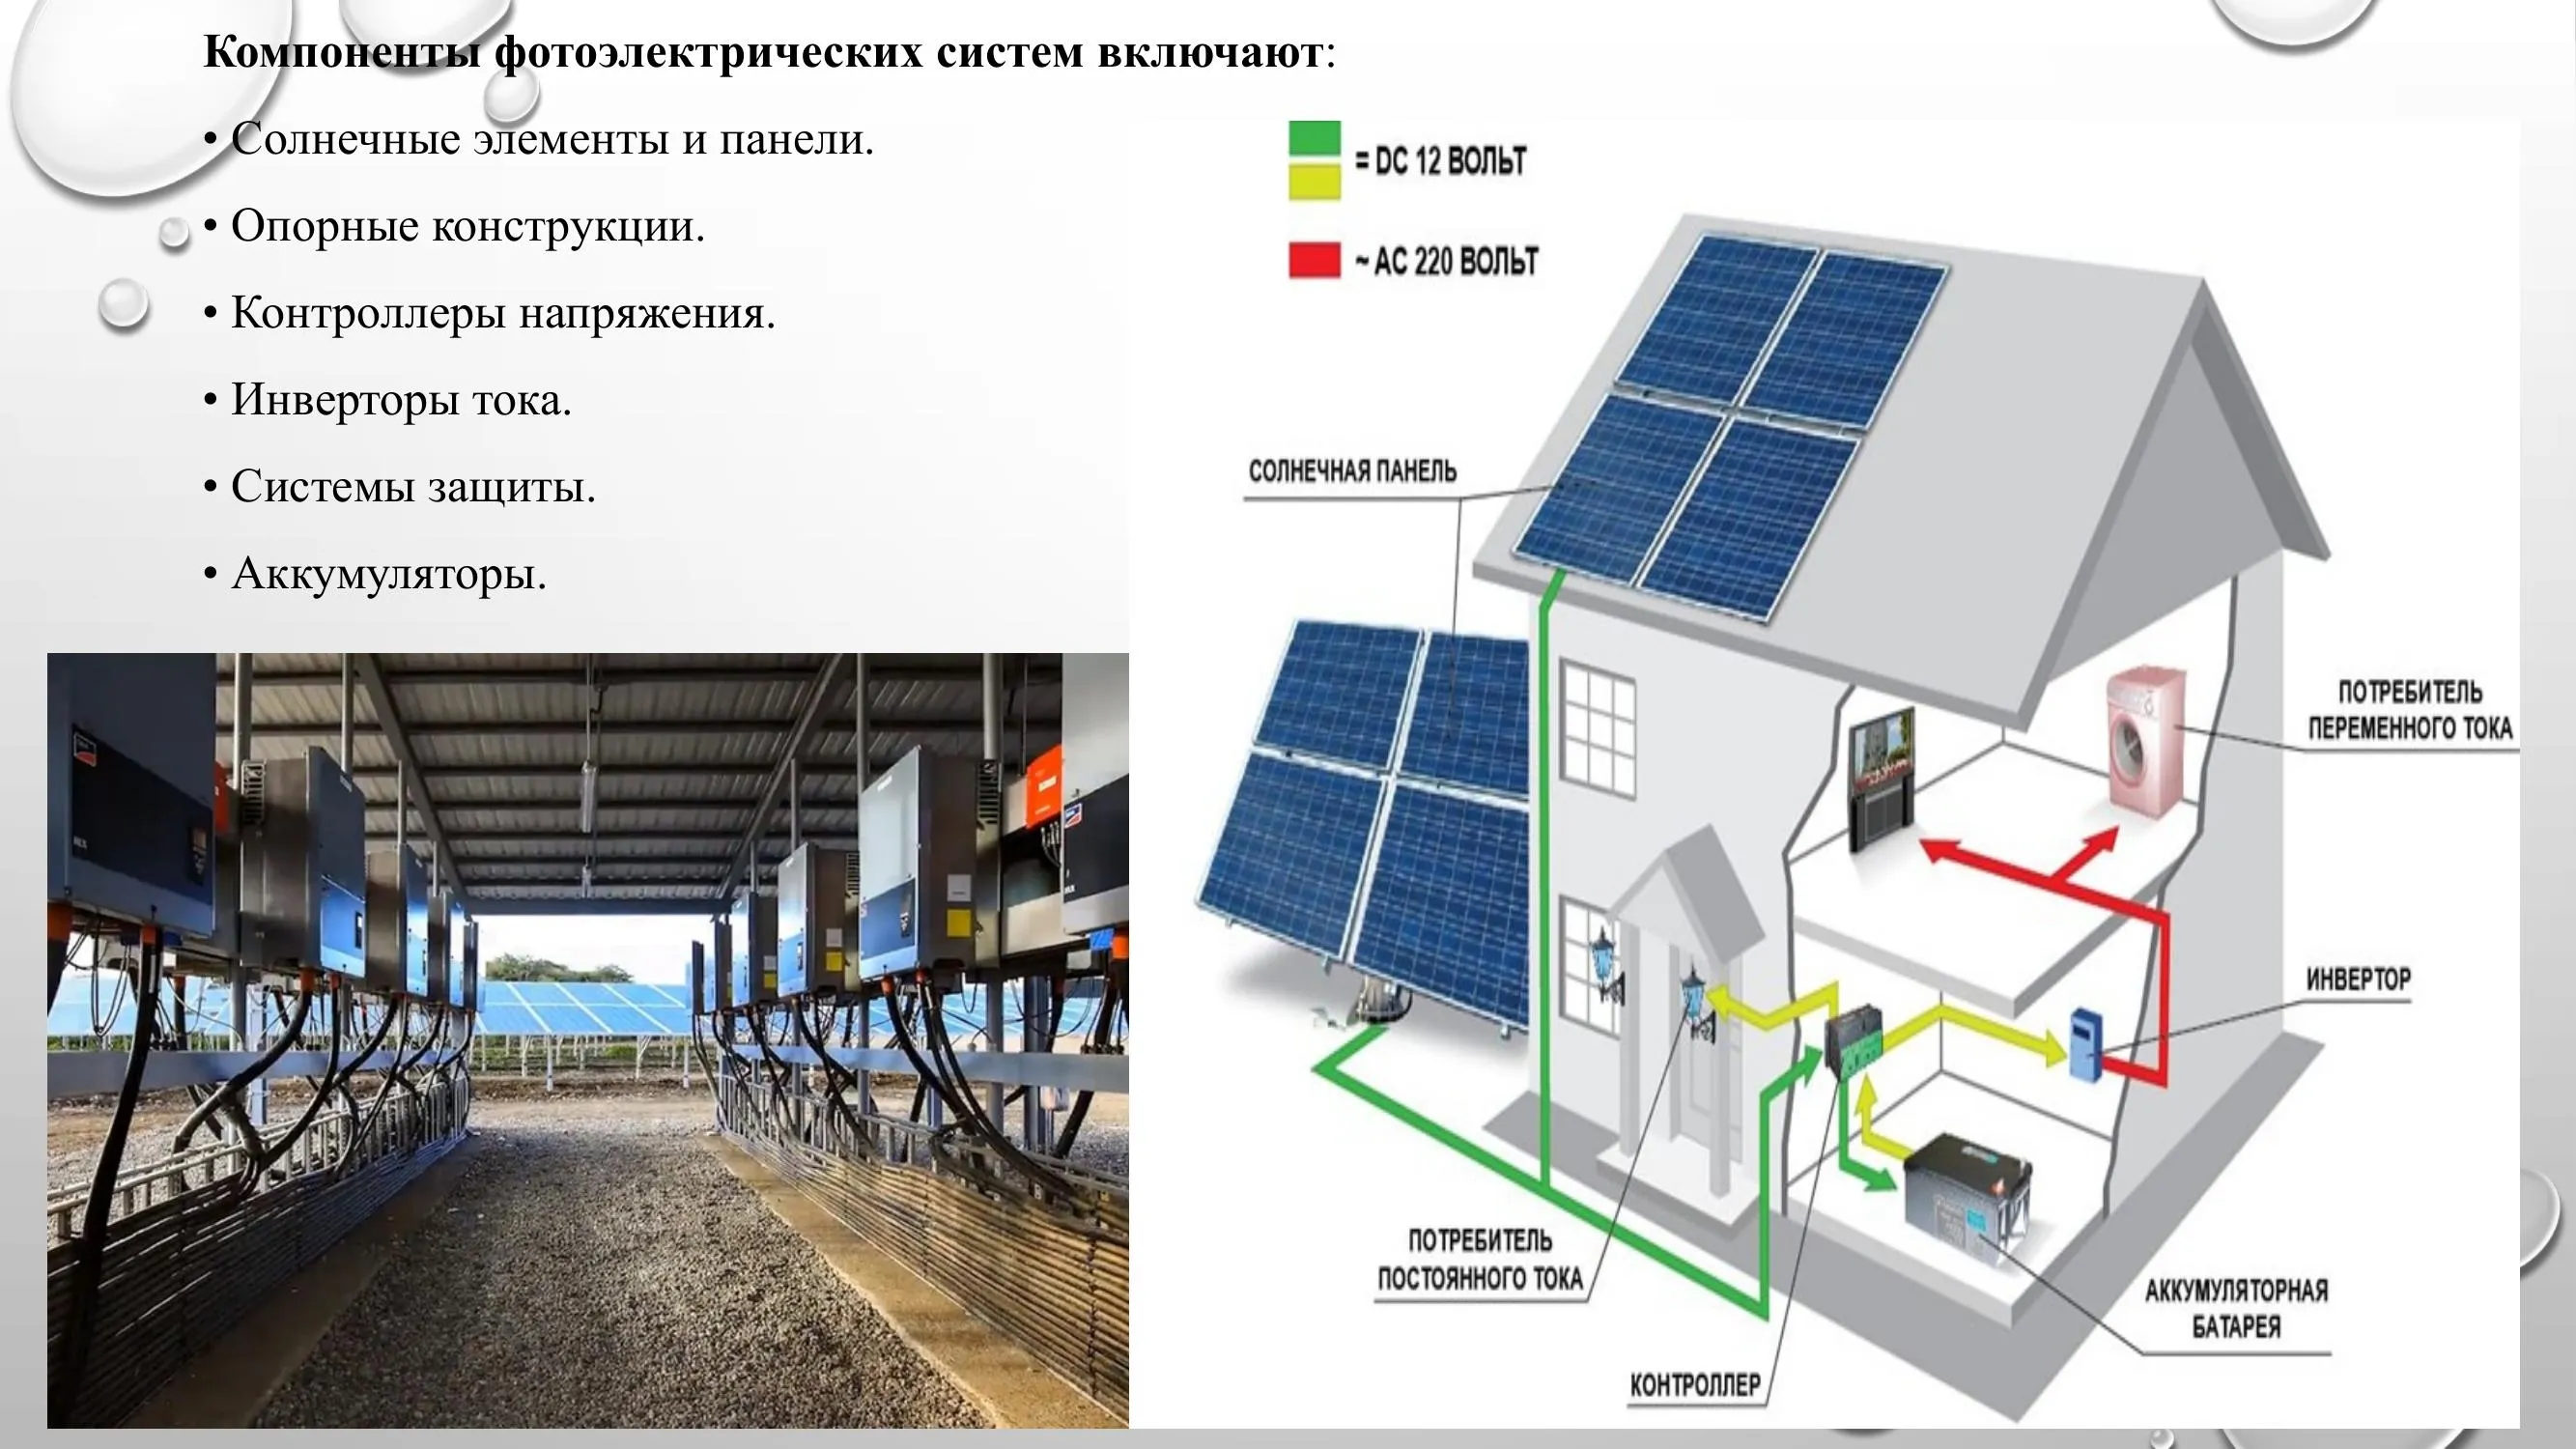 Компоненты фотоэлектрических систем включают:
• Солнечные элементы и панели.
• Опорные конструкции.
• Контроллеры напряжения.
• Инверторы тока.
• Системы защиты.
• Аккумуляторы.
= DC 12 ВОЛЬТ
~ AC 220 ВОЛЬТ
СОЛНЕЧНАЯ ПАНЕЛЬ
ПОТРЕБИТЕЛЬ
ПЕРЕМЕННОГО ТОКА
ИНВЕРТОР
ПОТРЕБИТЕЛЬ
ПОСТОЯННОГО ТОКА
АККУМУЛЯТОРНАЯ
БАТАРЕЯ
КОНТРОЛЛЕР